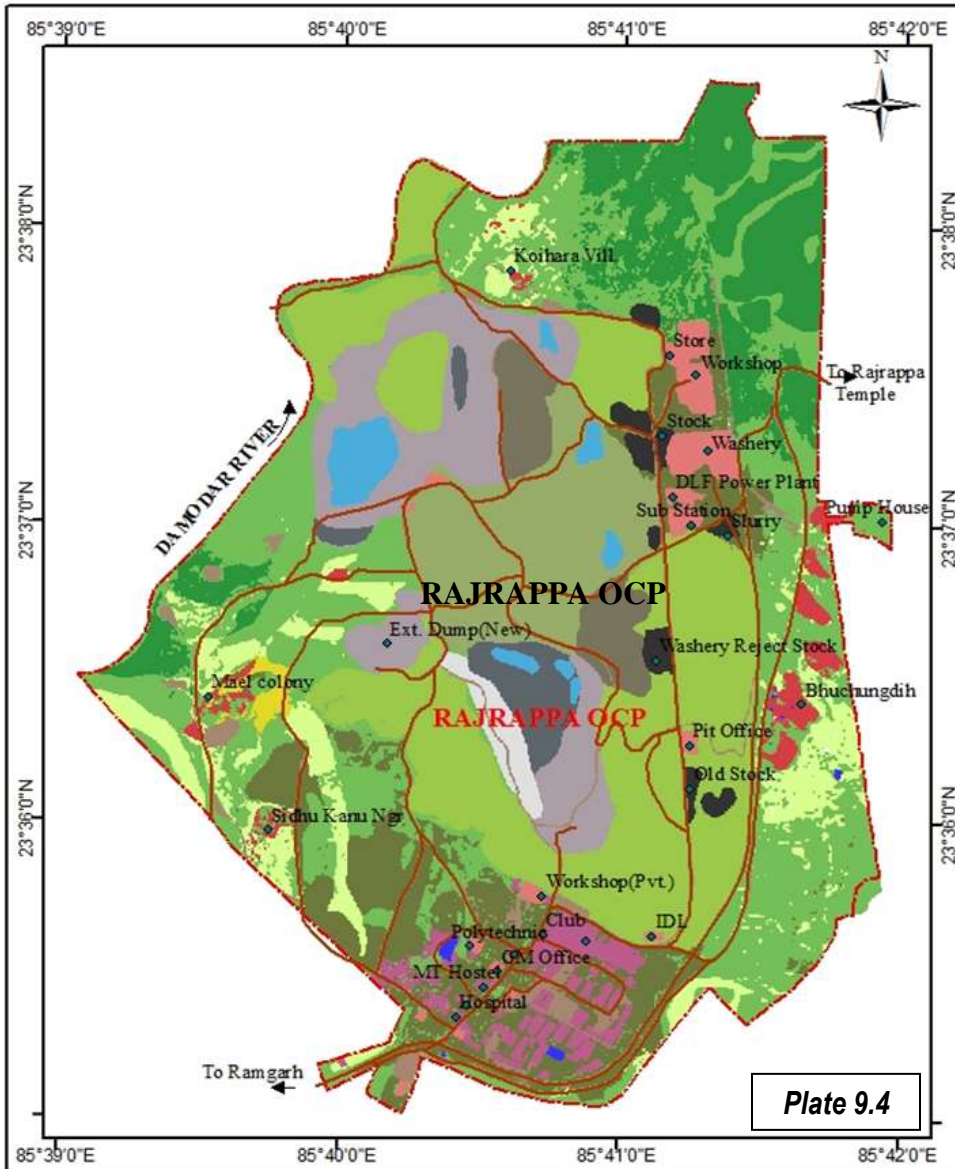 85°39'0"E
85°40'0"E
85°41'0"E
85°42'0"E
N
23°38'0"N
23°38'0"N
Koihara Vill.
Store
Workshop
To Rajrappa
Temple
Stock
Washery
DAMODAR RIVER
DLF Power Plant
23°37'0"N
Sub Station
Slurry
Pump House
23°37'0"N
RAJRAPPA OCP
Ext. Dump(New)
Washery Reject Stock
Mael colony
Bhuchungdih
RAJRAPPA OCP
Pit Office
Old Stock
23°36'0"N
Sidhu Kanu Ngr
23°36'0"N
Workshop(Pvt.)
Club
IDL
Polytechnic
GM Office
MT Hostel
Hospital
To Ramgarh
Plate 9.4
85°39'0"E
85°40'0"E
85°41'0"E
85°42'0"E